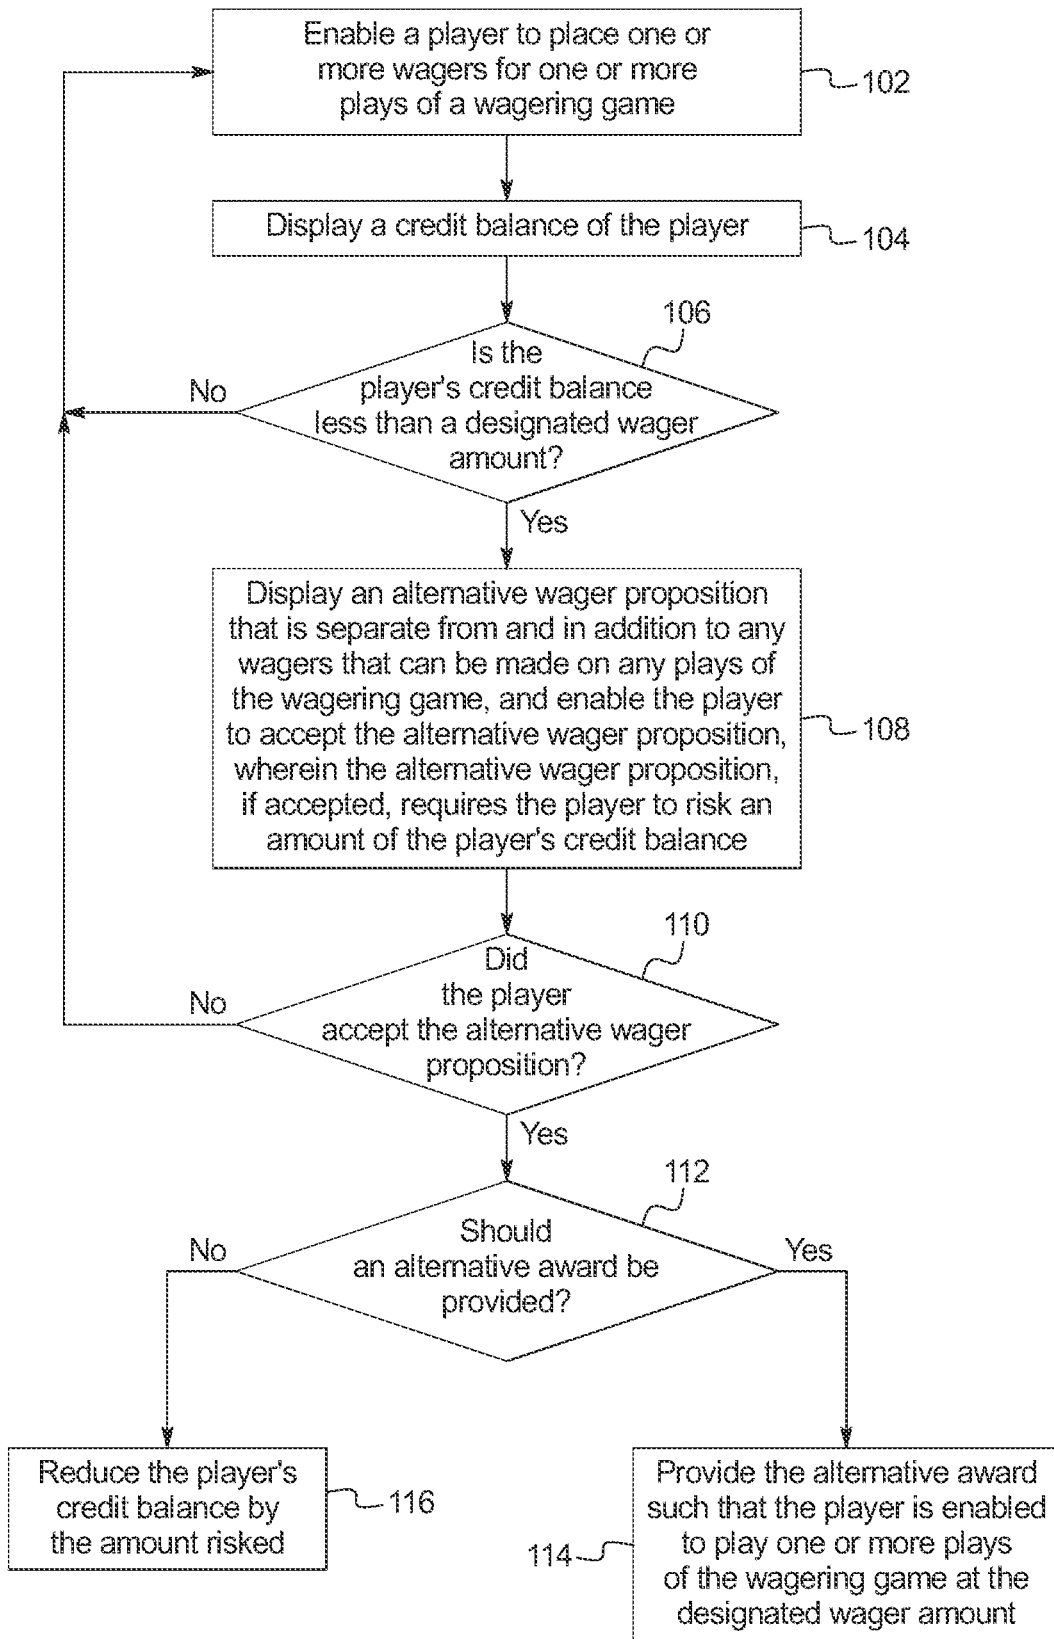 Enable a player to place one or
more wagers for one or more
plays of a wagering game
102
Display a credit balance of the player
104
106
Is the
player's credit balance
less than a designated wager
amount?
No
Yes
Display an alternative wager proposition
that is separate from and in addition to any
wagers that can be made on any plays of
the wagering game, and enable the player
to accept the alternative wager proposition,
wherein the alternative wager proposition,
if accepted, requires the player to risk an
amount of the player's credit balance
108
110
Did
the player
accept the alternative wager
proposition?
No
Yes
112
Should
an alternative award be
provided?
No
Yes
Reduce the player's
credit balance by
the amount risked
116
Provide the alternative award
such that the player is enabled
to play one or more plays
of the wagering game at the
designated wager amount
114